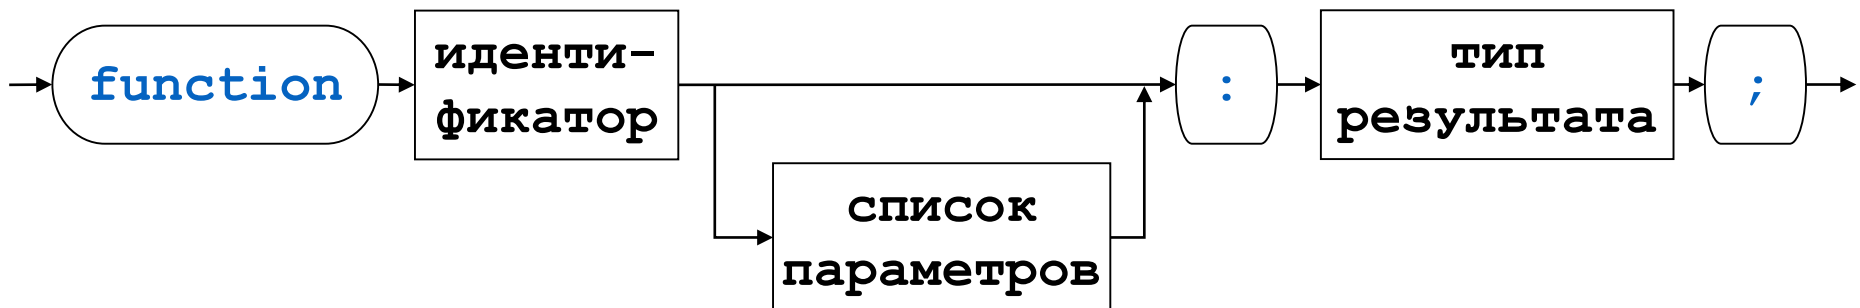 function
иденти-
фикатор
:
тип
результата
;
список
параметров